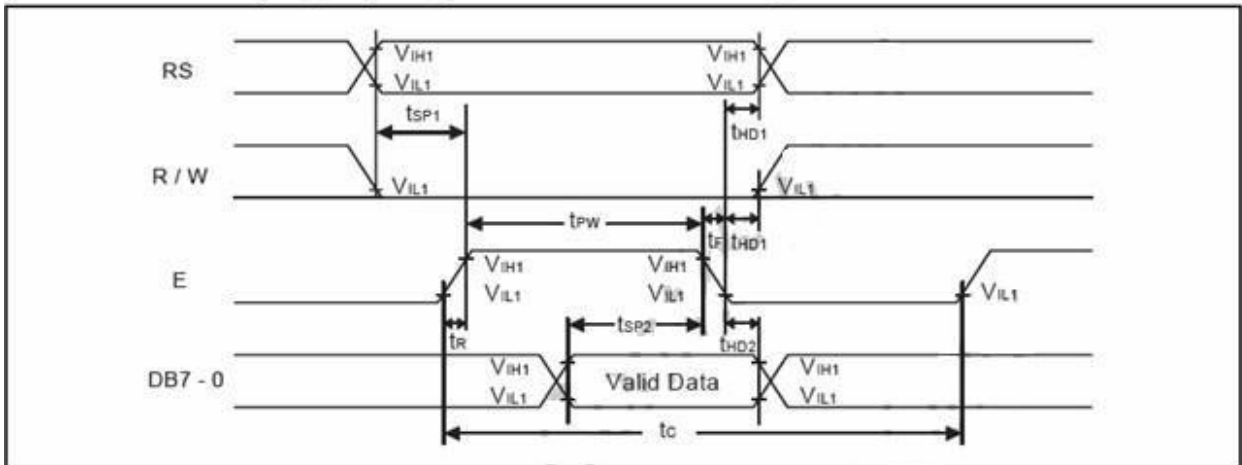 RS
VIH1
VIH1
VIL1
VIL1
tSP1
tHD1
R / W
VIL1
VIL1
tPW
tF
tHD1
E
VIH1
VIH1
VIL1
VIL1
VIL1
tR
tSP2
tHD2
DB7 - 0
VIH1
Valid Data
VIH1
VIL1
VIL1
tC